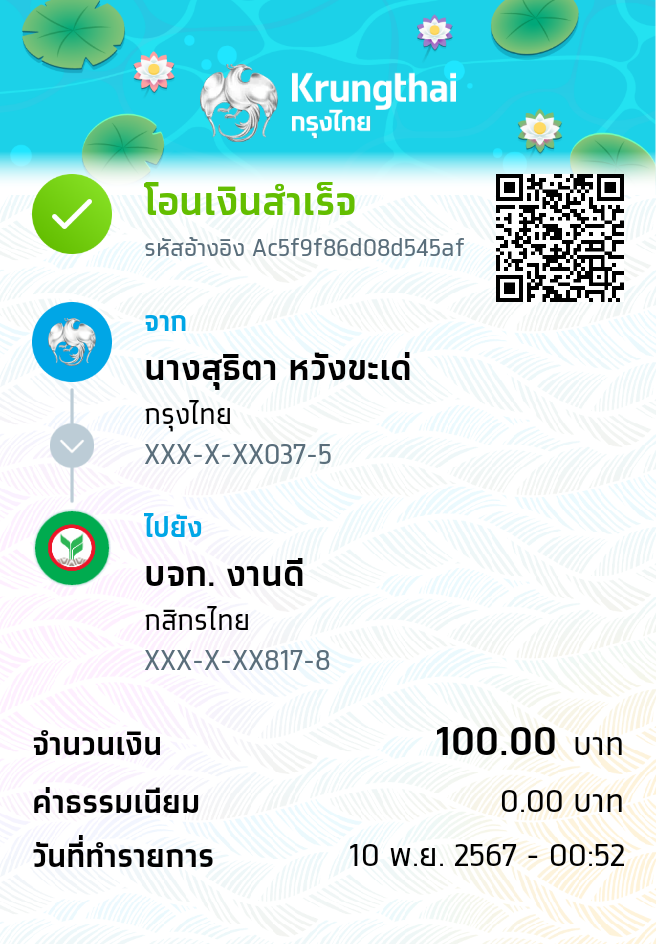 Krungthai
กรุงไทย
โอนเงินสำเร็จ
รหัสอ้างอิง Ac5f9f86d08d545af
จาก
นางสุธิตา หวังขะเด่
กรุงไทย
XXX-X-XX037-5
ไปยัง
บจก. งานดี
กสิกรไทย
XXX-X-XX817-8
จำนวนเงิน 100.00 บาท
ค่าธรรมเนียม 0.00 บาท
วันที่ทำรายการ 10 พ.ย. 2567 - 00:52